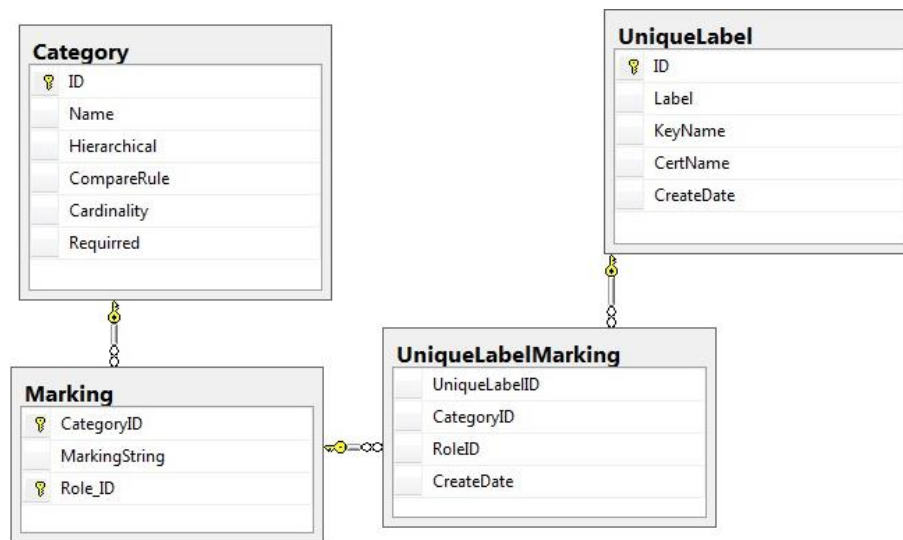 Category
ID
Name
Hierarchical
CompareRule
Cardinality
Requirred
UniqueLabel
ID
Label
KeyName
CertName
CreateDate
Marking
CategoryID
MarkingString
Role_ID
UniqueLabelMarking
UniqueLabelID
CategoryID
RoleID
CreateDate